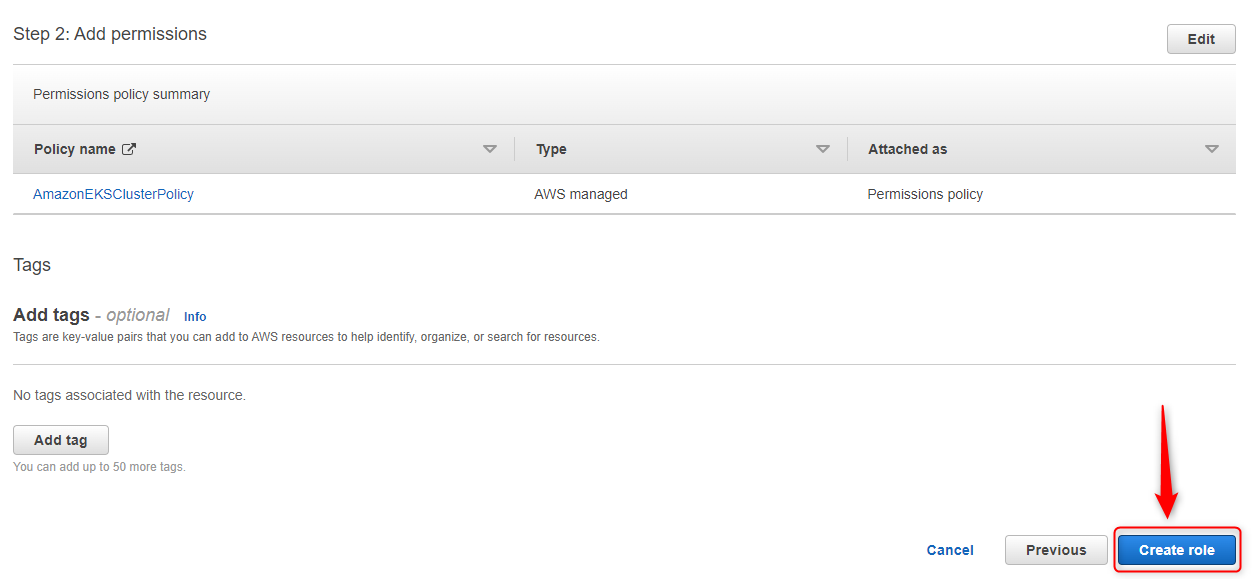 Step 2: Add permissions
Edit
Permissions policy summary
Policy name Type Attached as
AmazonEKSClusterPolicy AWS managed Permissions policy
Tags
Add tags - optional Info
Tags are key-value pairs that you can add to AWS resources to help identify, organize, or search for resources.
No tags associated with the resource.
Add tag
You can add up to 50 more tags.
Cancel Previous Create role